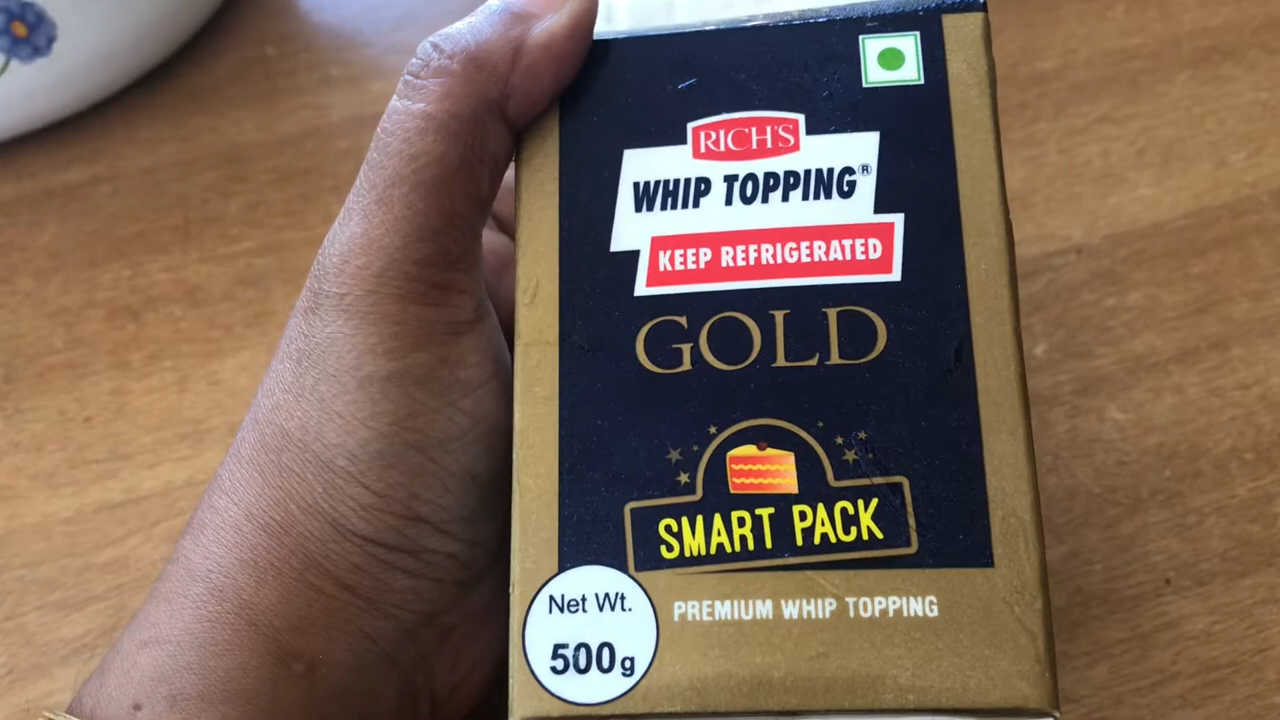 RICH'S
WHIP TOPPING®
KEEP REFRIGERATED
GOLD
SMART PACK
Net Wt.
500g
PREMIUM WHIP TOPPING